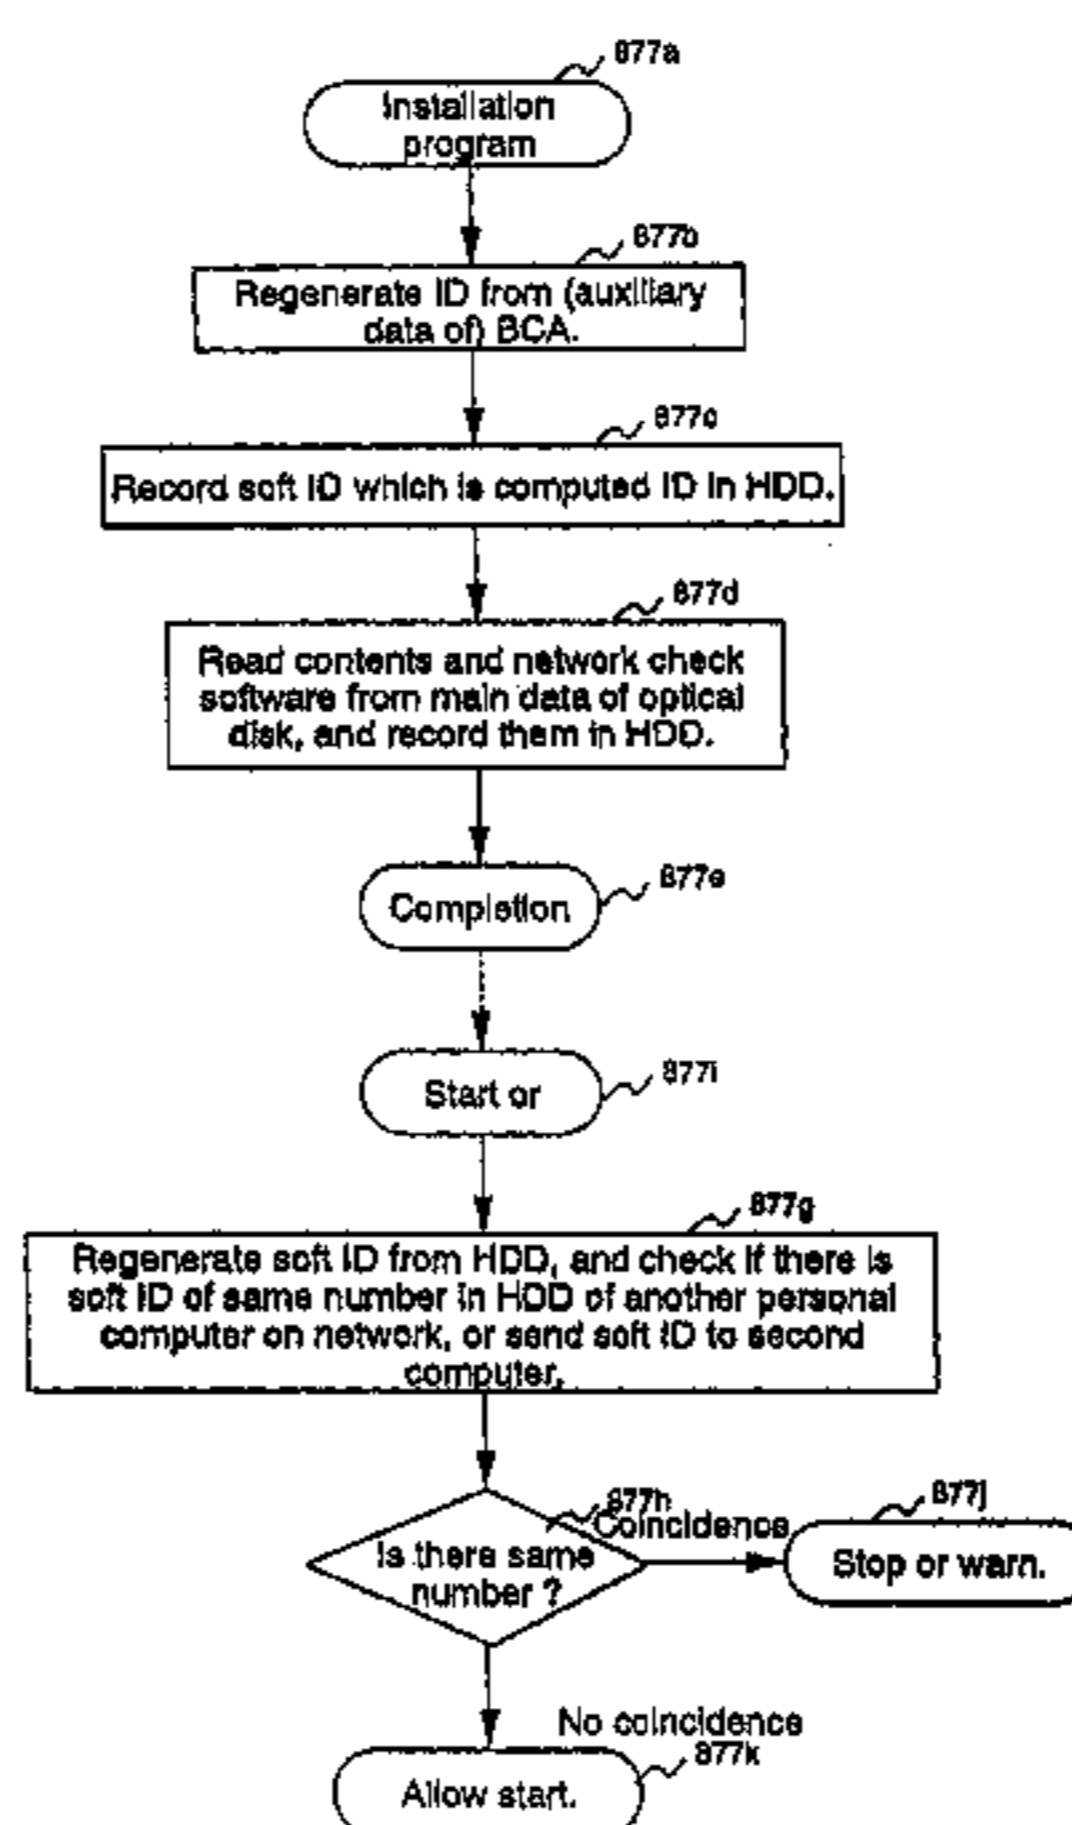 877a
Installation
program
877b
Regenerate ID from (auxiliary
data of) BCA.
877c
Record soft ID which is computed ID in HDD.
877d
Read contents and network check
software from main data of optical
disk, and record them in HDD.
Completion
877e
Start or
877i
877g
Regenerate soft ID from HDD, and check if there is
soft ID of same number in HDD of another personal
computer on network, or send soft ID to second
computer.
877h
Coincidence
877j
Is there same
number ?
Stop or warn.
No coincidence
877k
Allow start.